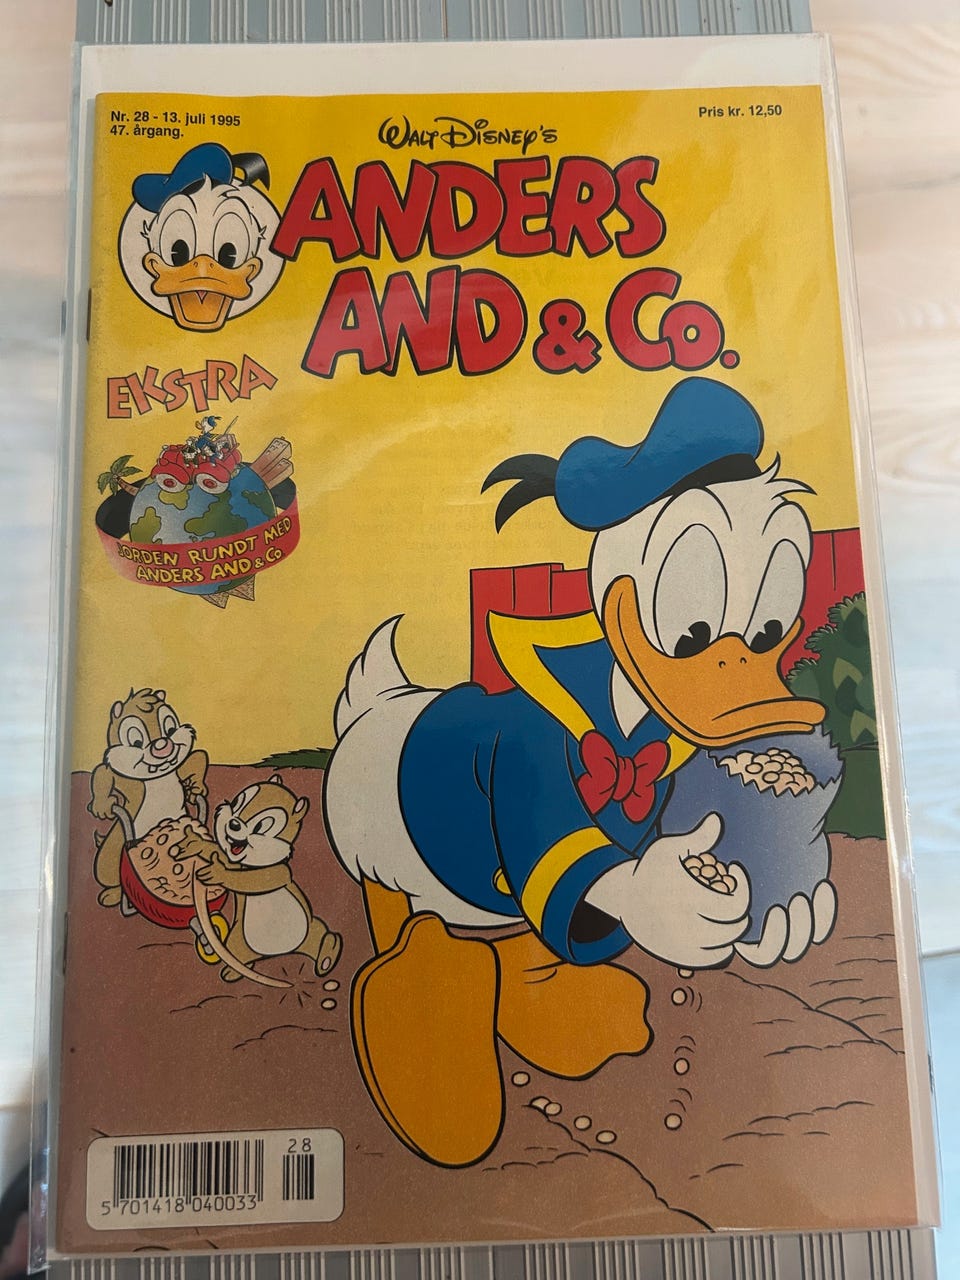 Nr. 28 - 13. juli 1995
47. årgang.
Pris kr. 12,50
WALT DISNEY'S
ANDERS
AND & Co.
EKSTRA
JORDEN RUNDT MED
ANDERS AND & Co
28
5 701418 040033